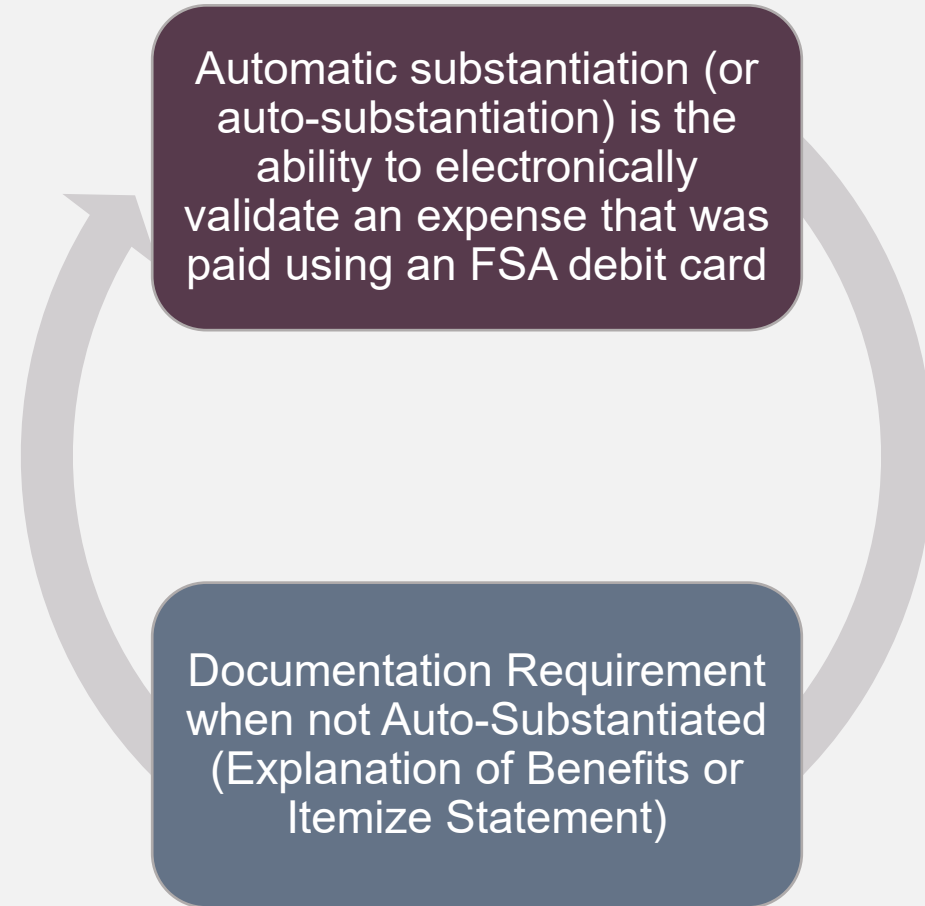 Automatic substantiation (or
auto-substantiation) is the
ability to electronically
validate an expense that was
paid using an FSA debit card
Documentation Requirement
when not Auto-Substantiated
(Explanation of Benefits or
Itemize Statement)